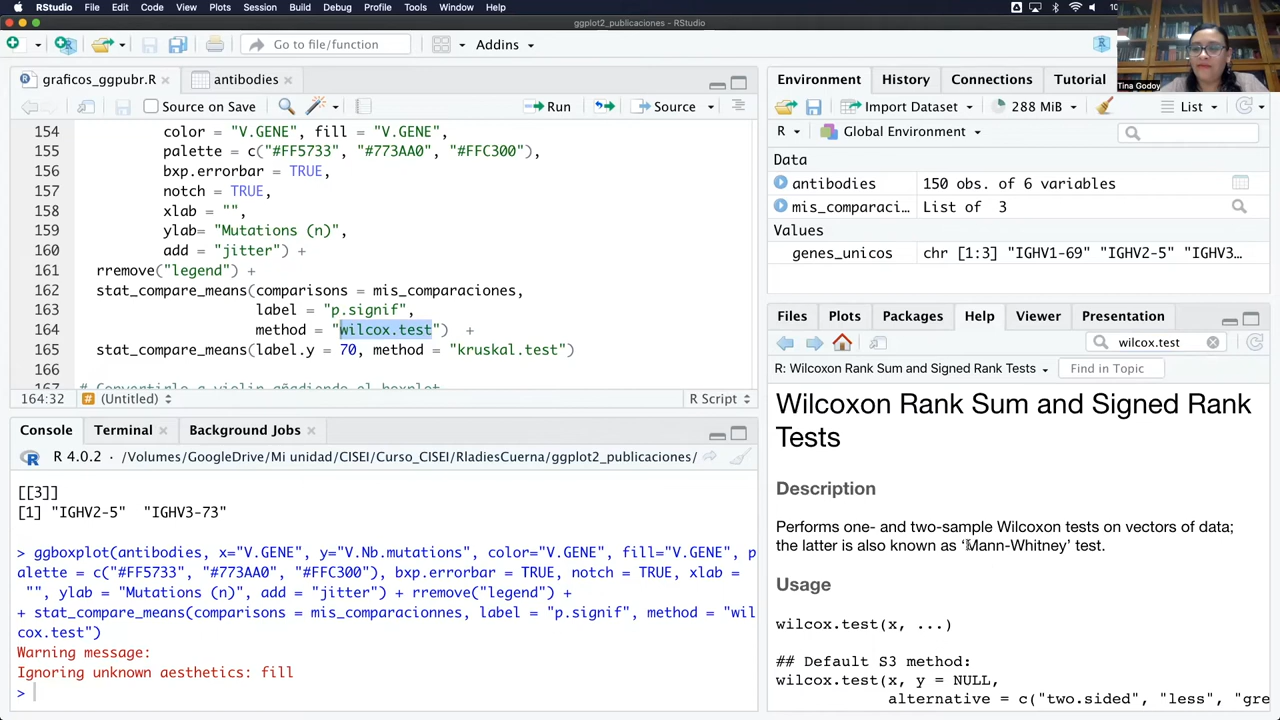 RStudio File Edit Code View Plots Session Build Debug Profile Tools Window Help
ggplot2_publicaciones - RStudio
Go to file/function Addins
graficos_ggpubr.R antibodies
Source on Save Run Source
154 color = "V.GENE", fill = "V.GENE",
155 palette = c("#FF5733", "#773AA0", "#FFC300"),
156 bxp.errorbar = TRUE,
157 notch = TRUE,
158 xlab = "",
159 ylab= "Mutations (n)",
160 add = "jitter") +
161 rremove("legend") +
162 stat_compare_means(comparisons = mis_comparaciones,
163 label = "p.signif",
164 method = "wilcox.test") +
165 stat_compare_means(label.y = 70, method = "kruskal.test")
166
167 # Convertirlo a violin añadiendo el boxplot
164:32 (Untitled) R Script
Console Terminal Background Jobs
R 4.0.2 · /Volumes/GoogleDrive/Mi unidad/CISEI/Curso_CISEI/RladiesCuerna/ggplot2_publicaciones/
[[3]]
[1] "IGHV2-5" "IGHV3-73"
> ggboxplot(antibodies, x="V.GENE", y="V.Nb.mutations", color="V.GENE", fill="V.GENE", p
alette = c("#FF5733", "#773AA0", "#FFC300"), bxp.errorbar = TRUE, notch = TRUE, xlab =
"", ylab = "Mutations (n)", add = "jitter") + rremove("legend") +
+ stat_compare_means(comparisons = mis_comparacionnes, label = "p.signif", method = "wil
cox.test")
Warning message:
Ignoring unknown aesthetics: fill
>
Tina Godoy
Environment History Connections Tutorial
Import Dataset 288 MiB List
R Global Environment
Data
antibodies 150 obs. of 6 variables
mis_comparaci… List of 3
Values
genes_unicos chr [1:3] "IGHV1-69" "IGHV2-5" "IGHV3…
Files Plots Packages Help Viewer Presentation
wilcox.test
R: Wilcoxon Rank Sum and Signed Rank Tests Find in Topic
Wilcoxon Rank Sum and Signed Rank
Tests
Description
Performs one- and two-sample Wilcoxon tests on vectors of data;
the latter is also known as ‘Mann-Whitney’ test.
Usage
wilcox.test(x, ...)
## Default S3 method:
wilcox.test(x, y = NULL,
alternative = c("two.sided", "less", "gre